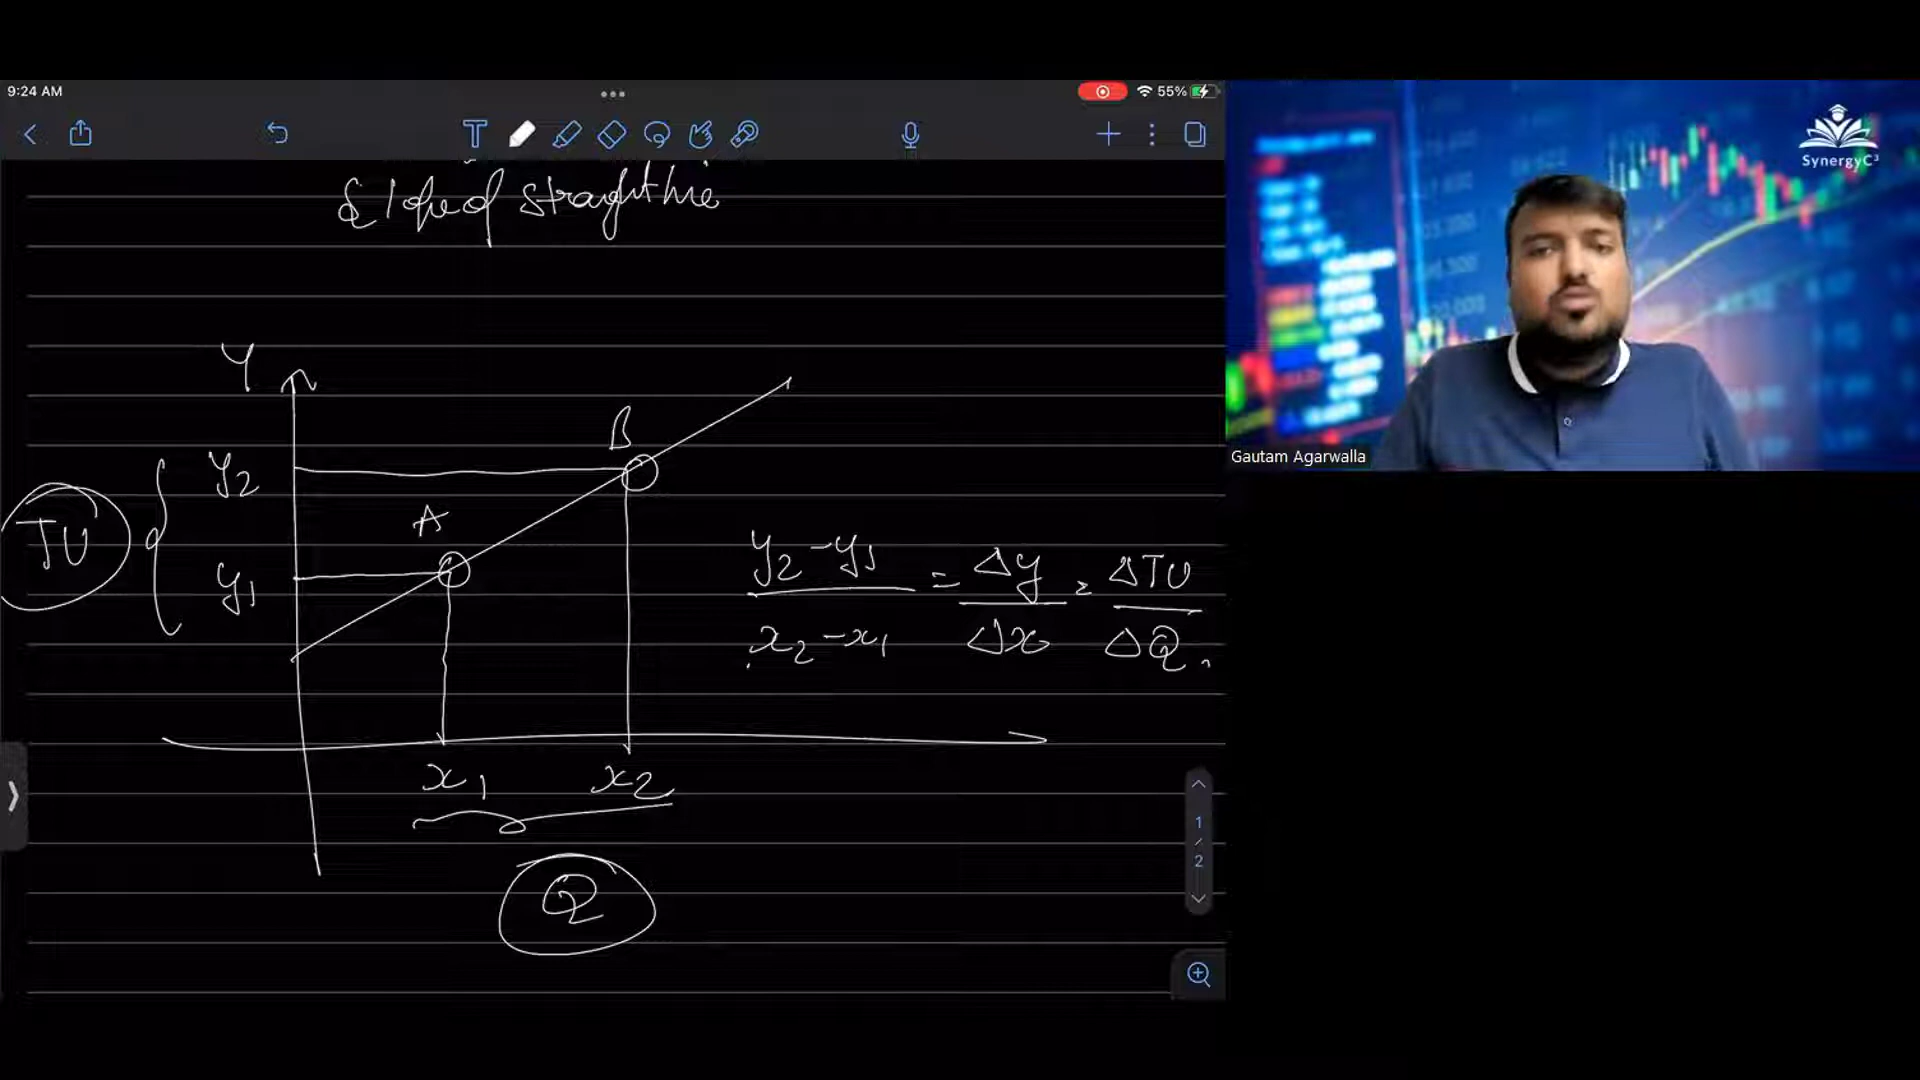 9:24 AM
55%
Slope of straight line
Y
B
y2
A
TU
y1
y2-y1 = Δy = ΔTU
x2-x1 Δx ΔQ.
x1 x2
Q
1
/
2
SynergyC³
Gautam Agarwalla